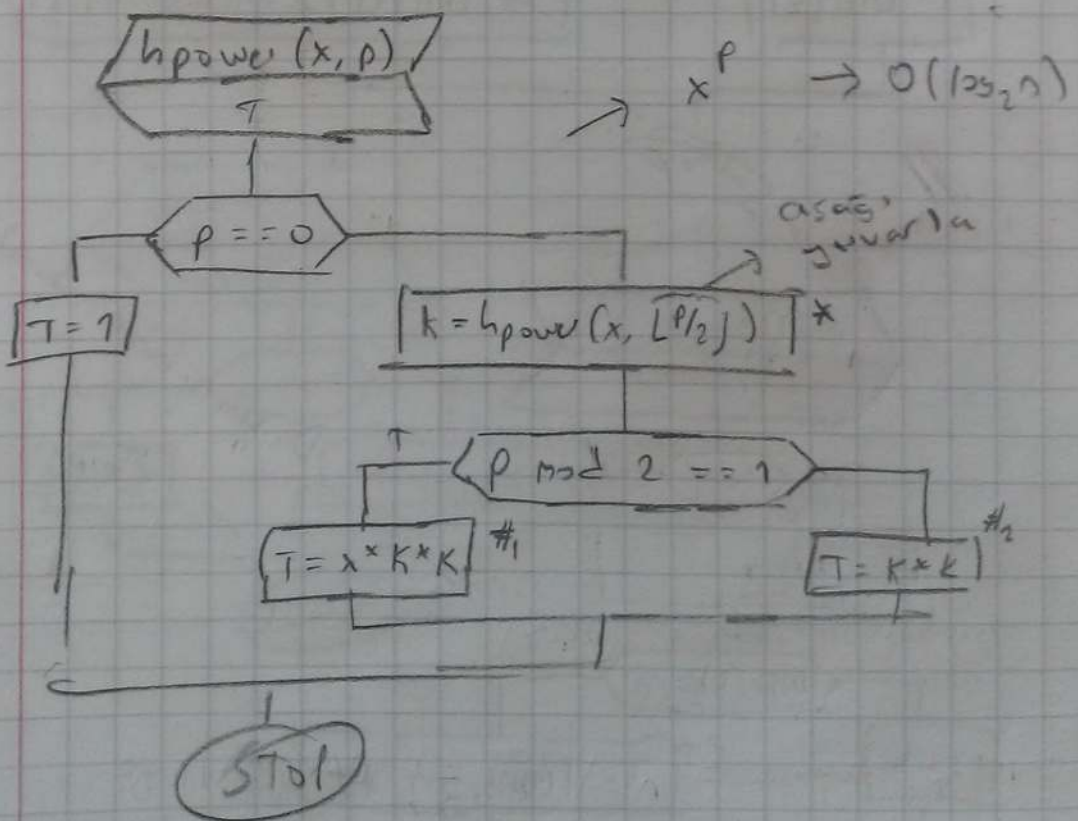 hpower (x, p)
T
x^p → O(log₂n)
p == 0
aşağı
yuvarla
T = 1
k = hpower (x, ⌊p/2⌋) *
T
p mod 2 == 1
T = x * k * k #1
T = k * k #2
STOP